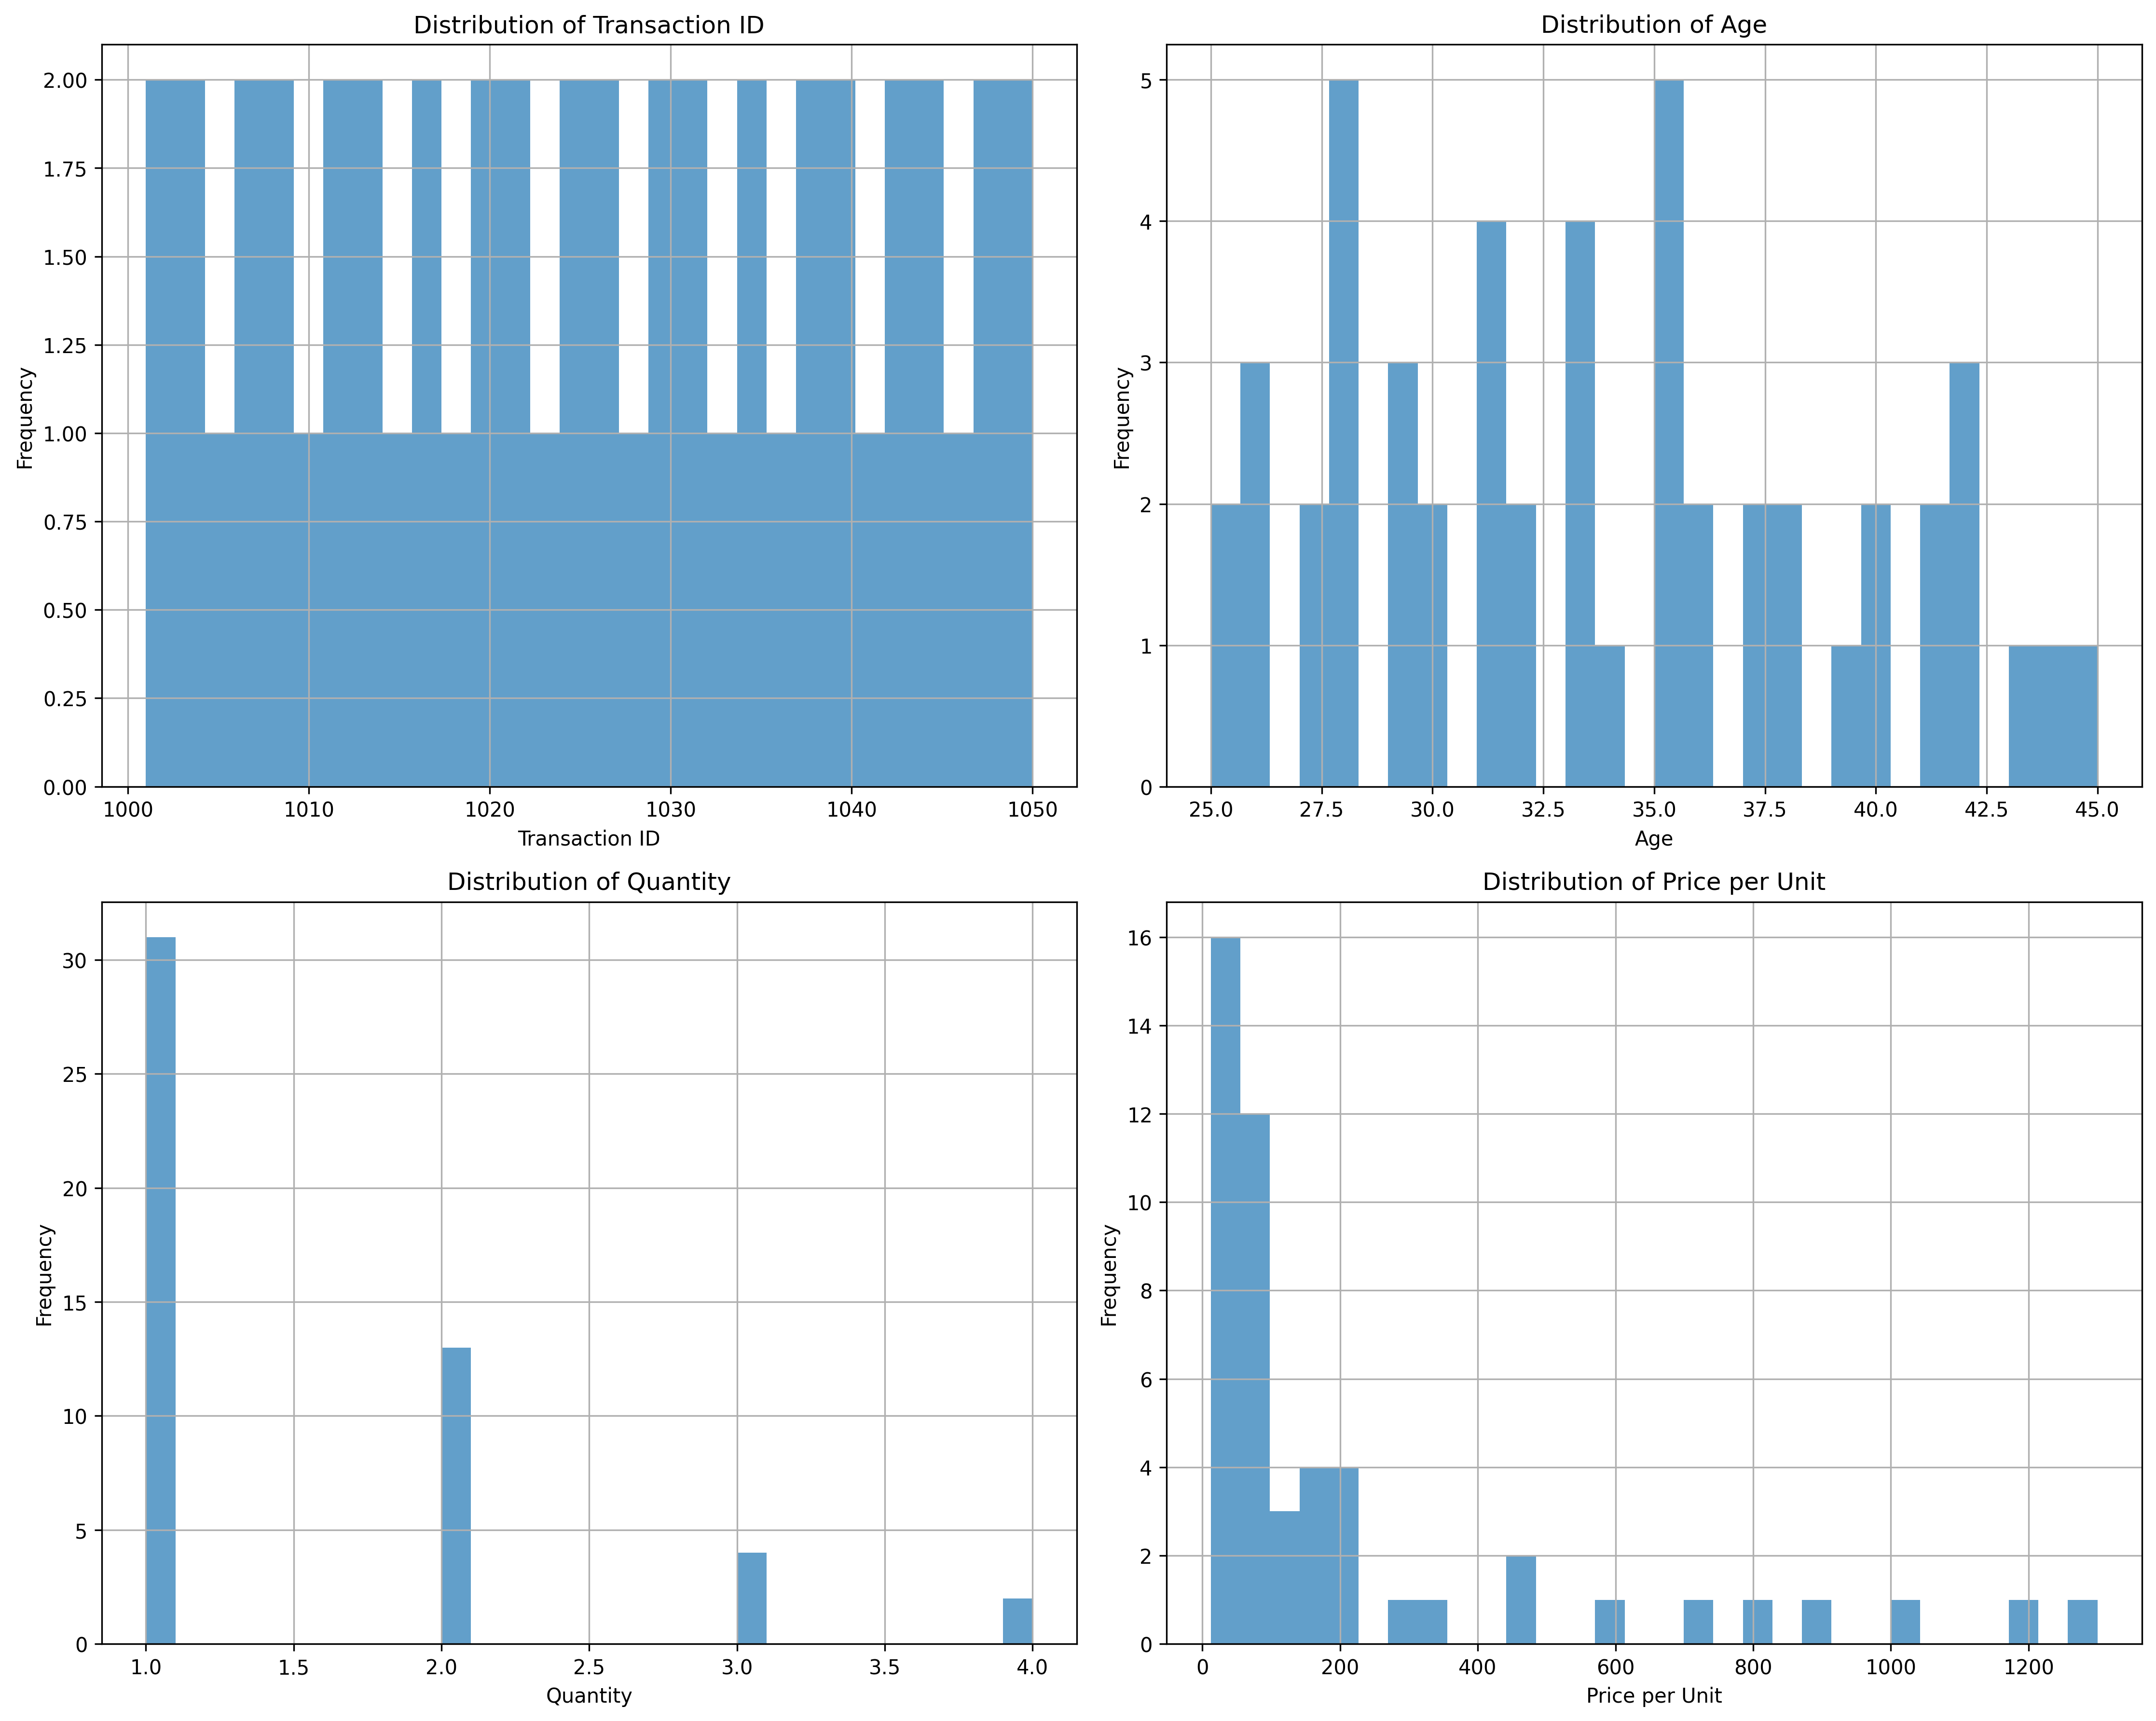 Distribution of Transaction ID
2.00
1.75
1.50
1.25
1.00
0.75
0.50
0.25
0.00
Frequency
1000 1010 1020 1030 1040 1050
Transaction ID
Distribution of Age
5
4
3
2
1
0
Frequency
25.0 27.5 30.0 32.5 35.0 37.5 40.0 42.5 45.0
Age
Distribution of Quantity
30
25
20
15
10
5
0
Frequency
1.0 1.5 2.0 2.5 3.0 3.5 4.0
Quantity
Distribution of Price per Unit
16
14
12
10
8
6
4
2
0
Frequency
0 200 400 600 800 1000 1200
Price per Unit